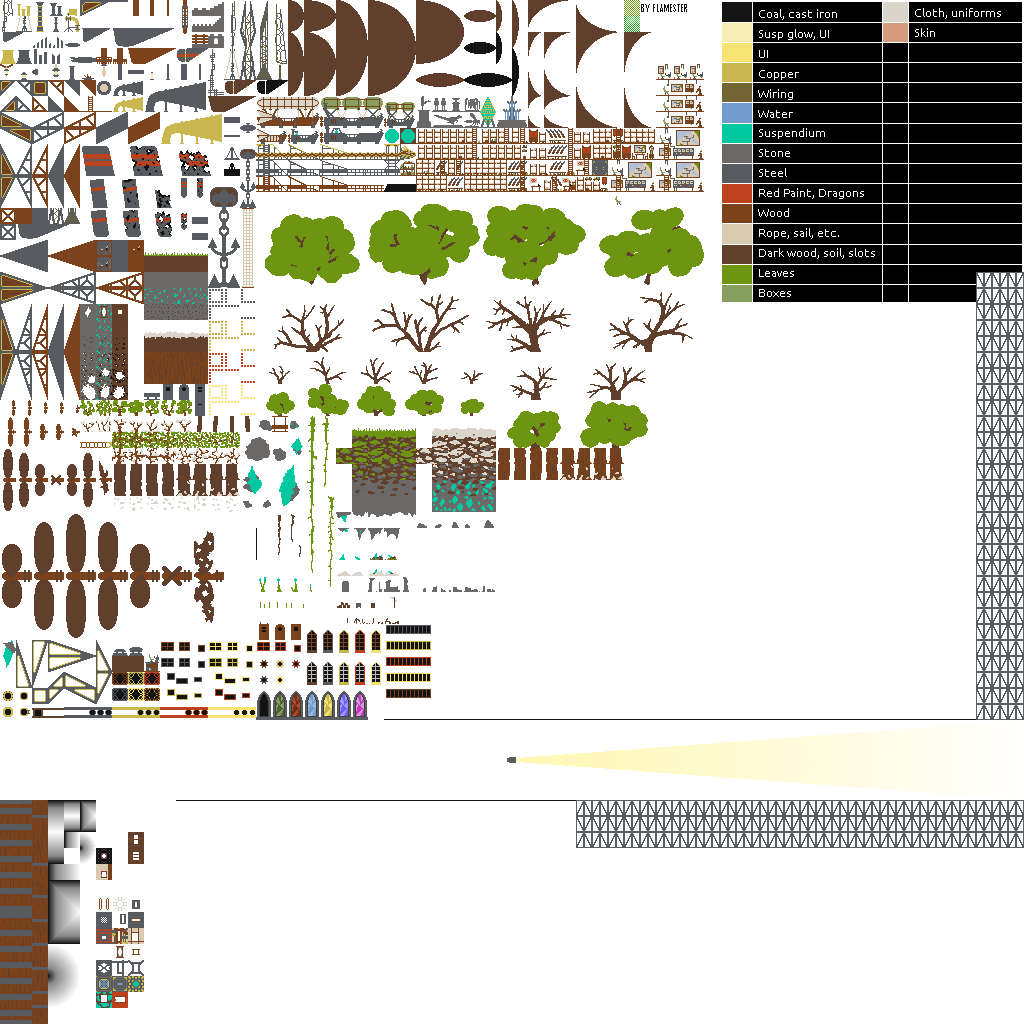 BY FLAMESTER
Coal, cast iron
Cloth, uniforms
Susp glow, UI
Skin
UI
Copper
Wiring
Water
Suspendium
Stone
Steel
Red Paint, Dragons
Wood
Rope, sail, etc.
Dark wood, soil, slots
Leaves
Boxes